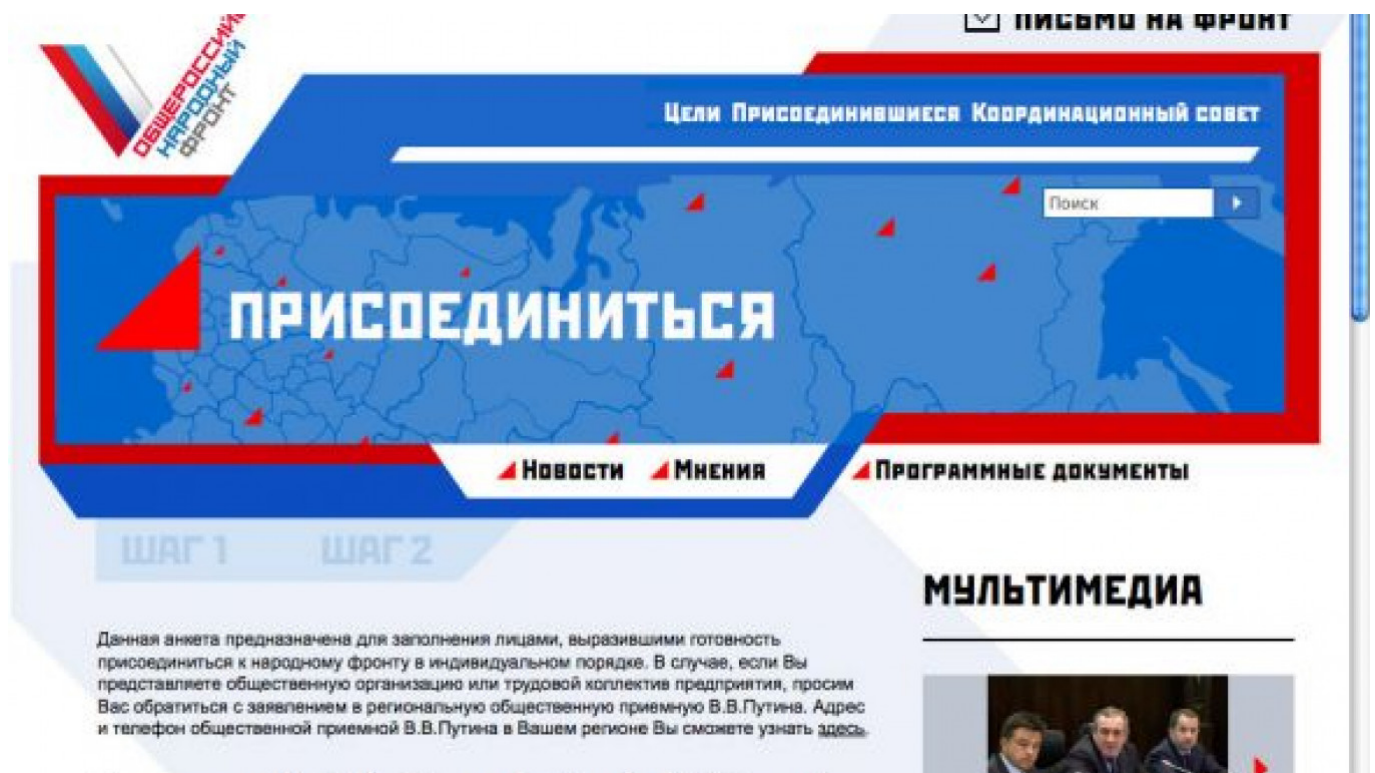 ПИСЬМО НА ФРОНТ
ОБЩЕРОССИЙСКИЙ
НАРОДНЫЙ
ФРОНТ
Цели Присоединившиеся Координационный совет
Поиск
ПРИСОЕДИНИТЬСЯ
Новости Мнения Программные документы
ШАГ 1 ШАГ 2
МУЛЬТИМЕДИА
Данная анкета предназначена для заполнения лицами, выразившими готовность
присоединиться к народному фронту в индивидуальном порядке. В случае, если Вы
представляете общественную организацию или трудовой коллектив предприятия, просим
Вас обратиться с заявлением в региональную общественную приемную В.В.Путина. Адрес
и телефон общественной приемной В.В.Путина в Вашем регионе Вы сможете узнать здесь.